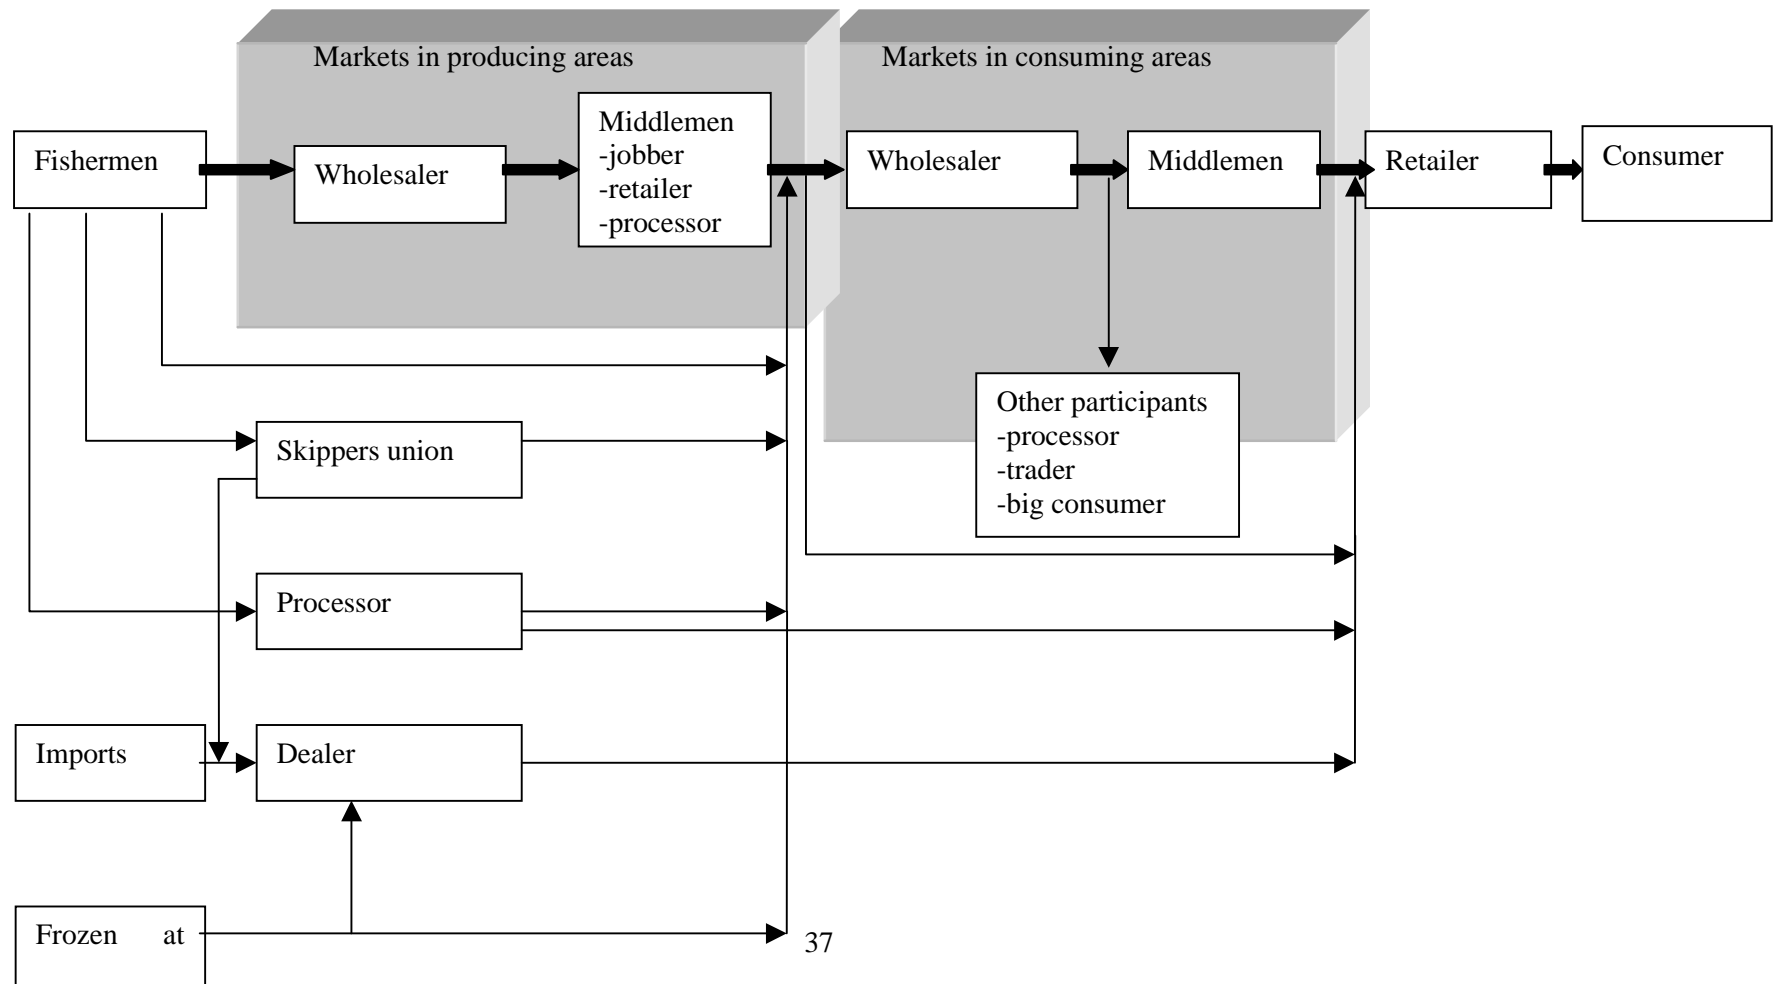 Markets in producing areas
Markets in consuming areas
Fishermen
Wholesaler
Middlemen
-jobber
-retailer
-processor
Wholesaler
Middlemen
Retailer
Consumer
Other participants
-processor
-trader
-big consumer
Skippers union
Processor
Imports
Dealer
Frozen at
37